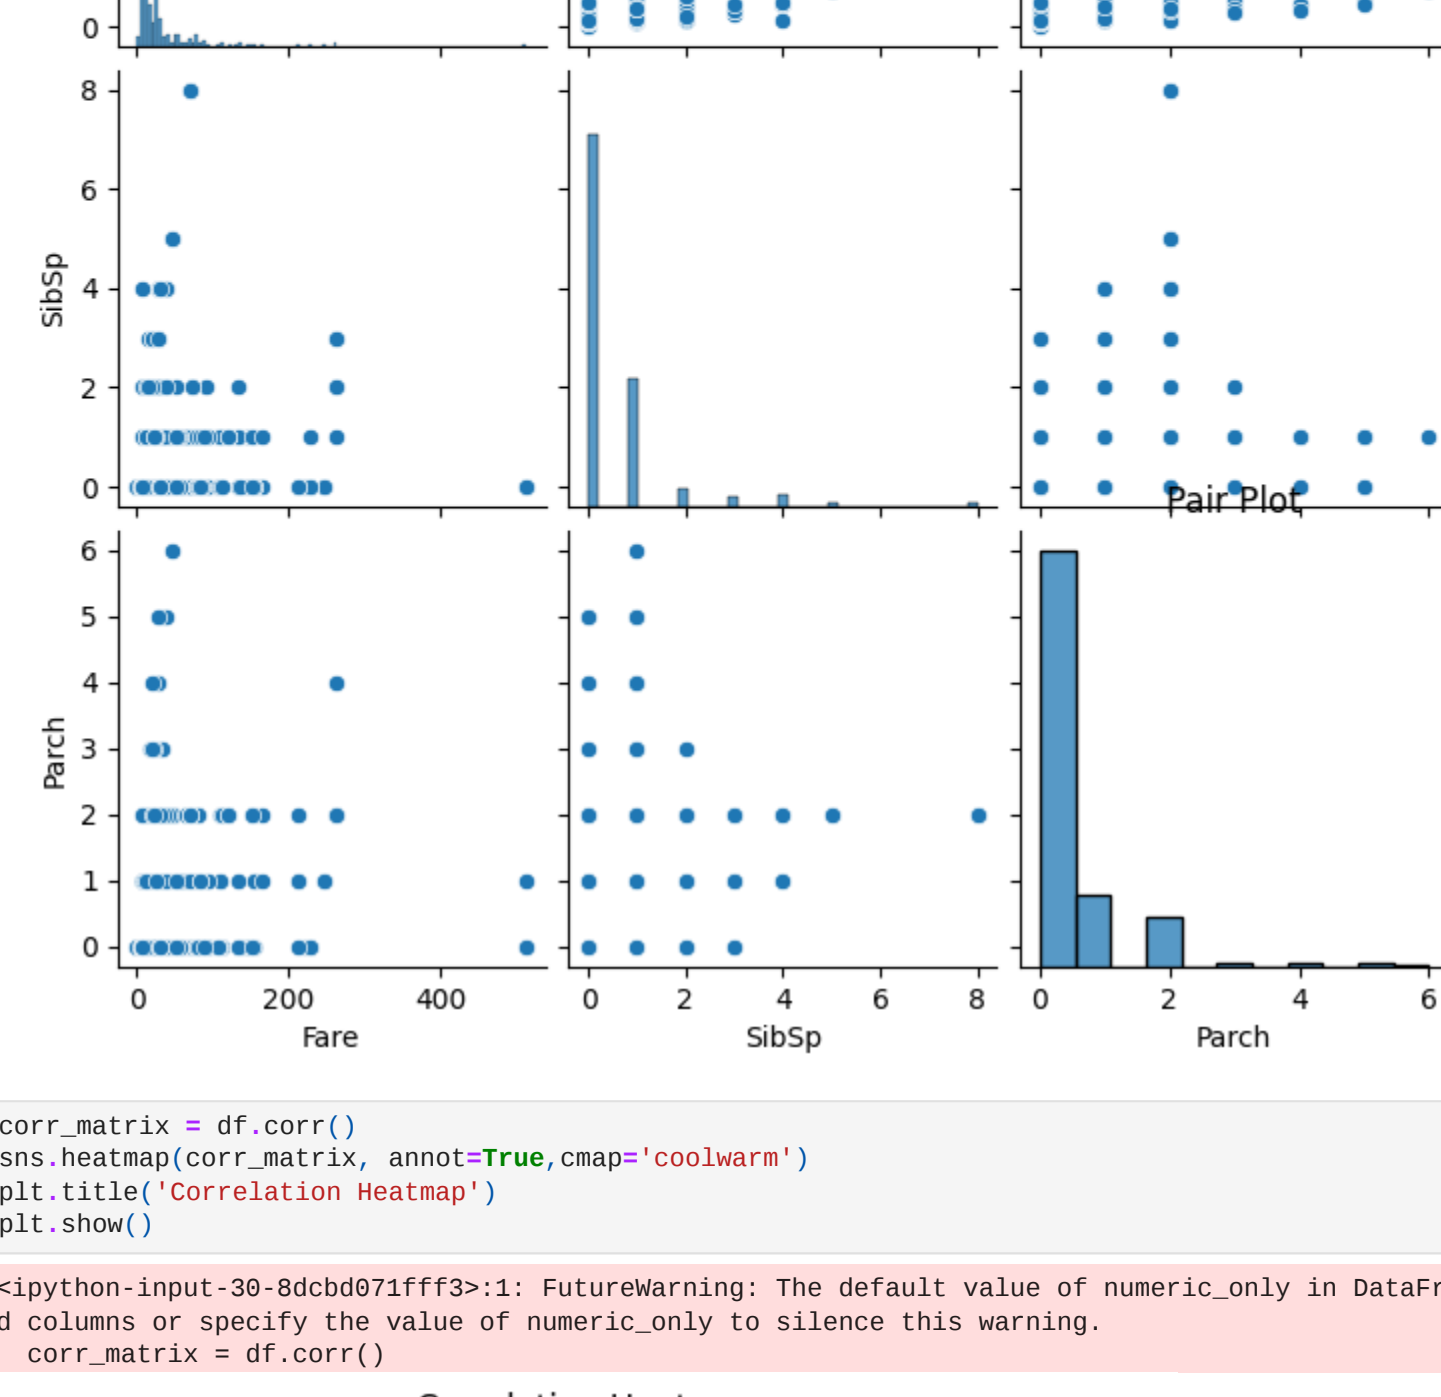 0
8
6
4
2
0
SibSp
Pair Plot
6
5
4
3
2
1
0
Parch
0 200 400 0 2 4 6 8 0 2 4 6
Fare SibSp Parch
corr_matrix = df.corr()
sns.heatmap(corr_matrix, annot=True,cmap='coolwarm')
plt.title('Correlation Heatmap')
plt.show()
<ipython-input-30-8dcbd071fff3>:1: FutureWarning: The default value of numeric_only in DataFr
d columns or specify the value of numeric_only to silence this warning.
corr_matrix = df.corr()